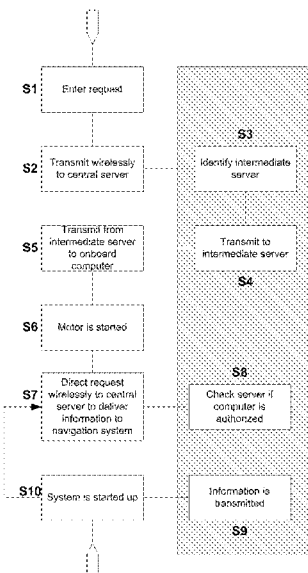 S1
Enter request
S3
S2
Transmit wirelessly
to central server
Identify intermediate
server
S5
Transmit from
intermediate server
to onboard
computer
Transmit to
intermediate server
S4
S6
Motor is started
S8
S7
Direct request
wirelessly to central
server to deliver
information to
navigation system
Check server if
computer is
authorized
S10
System is started up
Information is
transmitted
S9